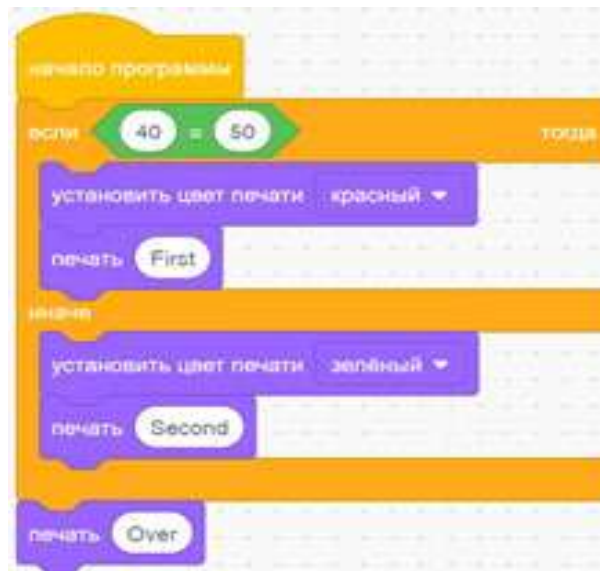 начало программы
если 40 = 50 тогда
установить цвет печати красный
печать First
иначе
установить цвет печати зелёный
печать Second
печать Over